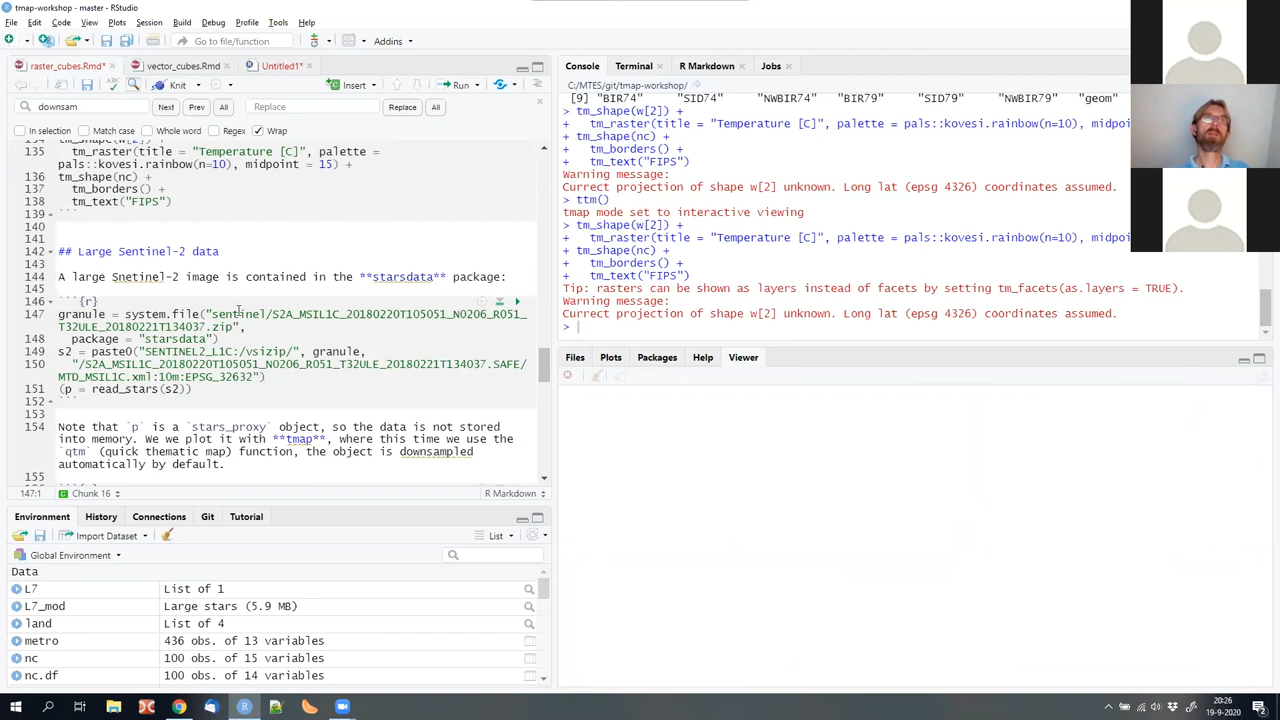 tmap-workshop - master - RStudio
File Edit Code View Plots Session Build Debug Profile Tools Help
Go to file/function Addins
raster_cubes.Rmd* vector_cubes.Rmd Untitled1*
Knit Insert Run
downsam Next Prev All Replace Replace All
In selection Match case Whole word Regex Wrap
134 tm_shape(w[2]) +
135 tm_raster(title = "Temperature [C]", palette =
pals::kovesi.rainbow(n=10), midpoint = 15) +
136 tm_shape(nc) +
137 tm_borders() +
138 tm_text("FIPS")
139 ```
140
141
142 ## Large Sentinel-2 data
143
144 A large Snetinel-2 image is contained in the **starsdata** package:
145
146 ```{r}
147 granule = system.file("sentinel/S2A_MSIL1C_20180220T105051_N0206_R051_
T32ULE_20180221T134037.zip",
148 package = "starsdata")
149 s2 = paste0("SENTINEL2_L1C:/vsizip/", granule,
150 "/S2A_MSIL1C_20180220T105051_N0206_R051_T32ULE_20180221T134037.SAFE/
MTD_MSIL1C.xml:10m:EPSG_32632")
151 (p = read_stars(s2))
152 ```
153
154 Note that `p` is a `stars_proxy` object, so the data is not stored
into memory. We we plot it with **tmap**, where this time we use the
`qtm` (quick thematic map) function, the object is downsampled
automatically by default.
155
147:1 Chunk 16 R Markdown
Environment History Connections Git Tutorial
Import Dataset List
Global Environment
Data
L7 List of 1
L7_mod Large stars (5.9 MB)
land List of 4
metro 436 obs. of 13 variables
nc 100 obs. of 15 variables
nc.df 100 obs. of 14 variables
Console Terminal R Markdown Jobs
C:/MTES/git/tmap-workshop/
[9] "BIR74" "SID74" "NWBIR74" "BIR79" "SID79" "NWBIR79" "geom"
> tm_shape(w[2]) +
+ tm_raster(title = "Temperature [C]", palette = pals::kovesi.rainbow(n=10), midpoint
+ tm_shape(nc) +
+ tm_borders() +
+ tm_text("FIPS")
Warning message:
Currect projection of shape w[2] unknown. Long lat (epsg 4326) coordinates assumed.
> ttm()
tmap mode set to interactive viewing
> tm_shape(w[2]) +
+ tm_raster(title = "Temperature [C]", palette = pals::kovesi.rainbow(n=10), midpoint
+ tm_shape(nc) +
+ tm_borders() +
+ tm_text("FIPS")
Tip: rasters can be shown as layers instead of facets by setting tm_facets(as.layers = TRUE).
Warning message:
Currect projection of shape w[2] unknown. Long lat (epsg 4326) coordinates assumed.
>
Files Plots Packages Help Viewer
20:26
19-9-2020